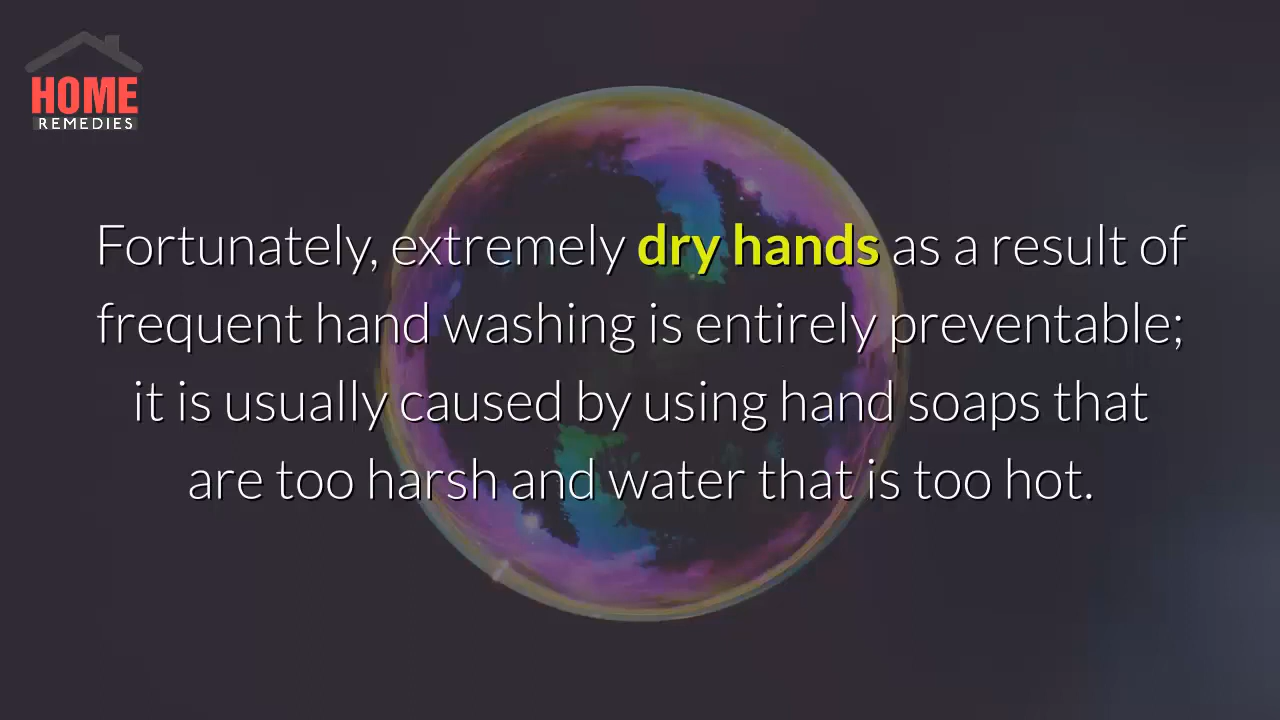 HOME
REMEDIES
Fortunately, extremely dry hands as a result of
frequent hand washing is entirely preventable;
it is usually caused by using hand soaps that
are too harsh and water that is too hot.